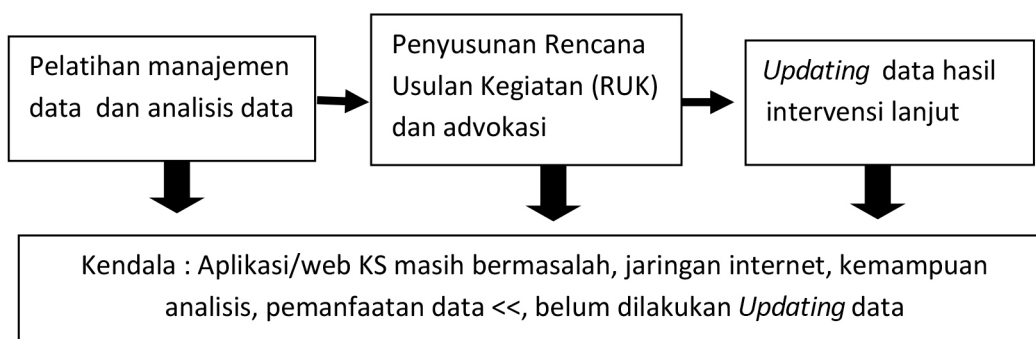 Pelatihan manajemen
data dan analisis data
Penyusunan Rencana
Usulan Kegiatan (RUK)
dan advokasi
Updating data hasil
intervensi lanjut
Kendala : Aplikasi/web KS masih bermasalah, jaringan internet, kemampuan
analisis, pemanfaatan data <<, belum dilakukan Updating data